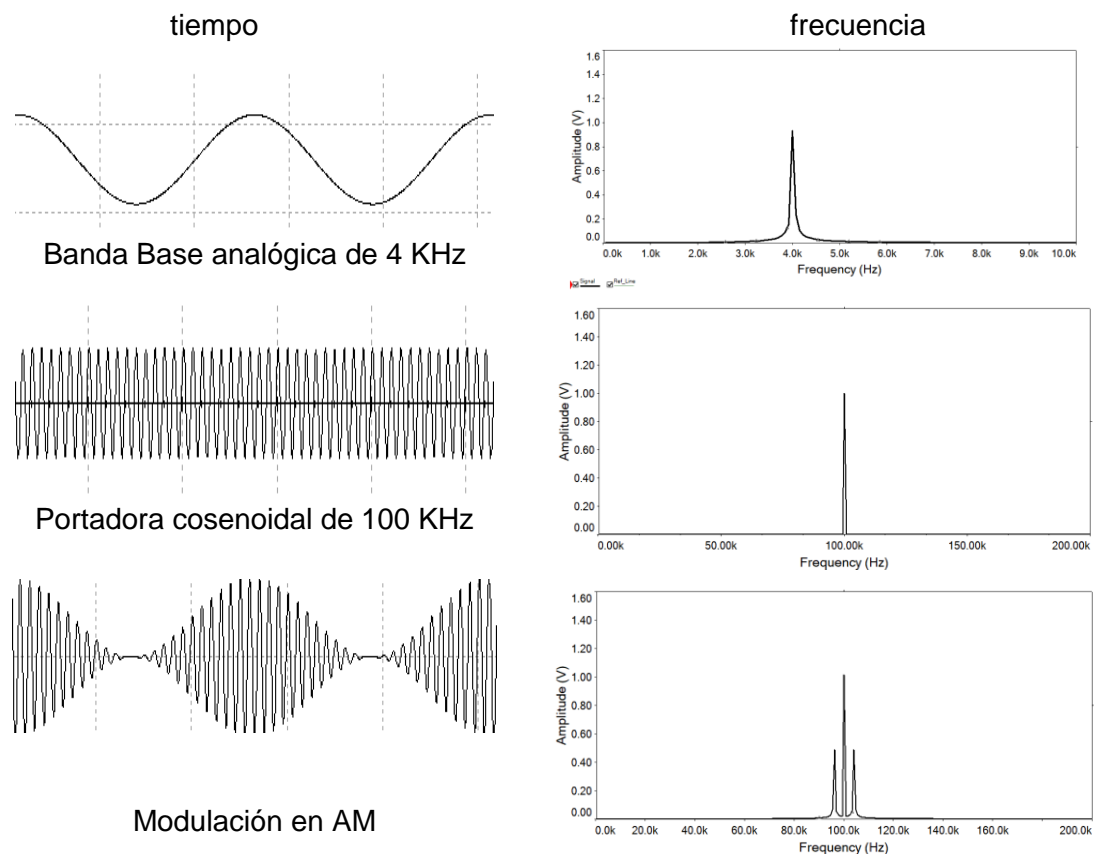 tiempo
frecuencia
Amplitude (V)
1.6
1.4
1.2
1.0
0.8
0.6
0.4
0.2
0.0
0.0k 1.0k 2.0k 3.0k 4.0k 5.0k 6.0k 7.0k 8.0k 9.0k 10.0k
Frequency (Hz)
Signal Ref_Line
Banda Base analógica de 4 KHz
Amplitude (V)
1.60
1.40
1.20
1.00
0.80
0.60
0.40
0.20
0.00
0.00k 50.00k 100.00k 150.00k 200.00k
Frequency (Hz)
Portadora cosenoidal de 100 KHz
Amplitude (V)
1.60
1.40
1.20
1.00
0.80
0.60
0.40
0.20
0.00
0.0k 20.0k 40.0k 60.0k 80.0k 100.0k 120.0k 140.0k 160.0k 200.0k
Frequency (Hz)
Modulación en AM